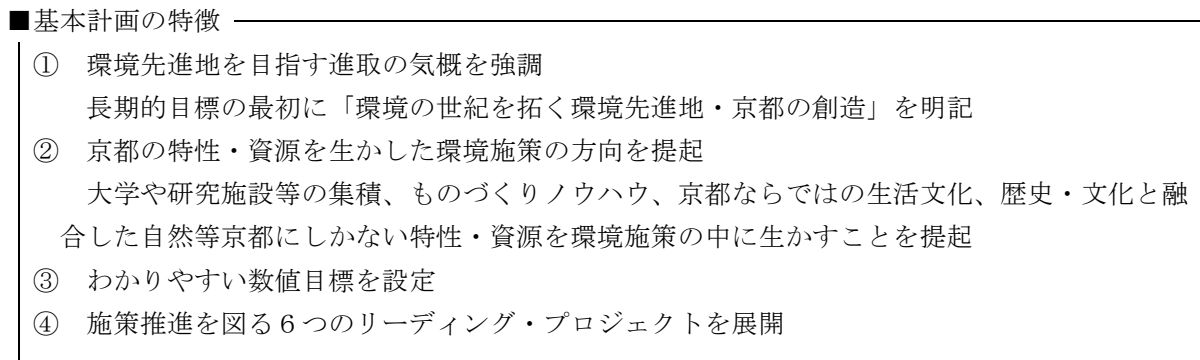 ■基本計画の特徴
①　環境先進地を目指す進取の気概を強調
長期的目標の最初に「環境の世紀を拓く環境先進地・京都の創造」を明記
②　京都の特性・資源を生かした環境施策の方向を提起
大学や研究施設等の集積、ものづくりノウハウ、京都ならではの生活文化、歴史・文化と融
合した自然等京都にしかない特性・資源を環境施策の中に生かすことを提起
③　わかりやすい数値目標を設定
④　施策推進を図る６つのリーディング・プロジェクトを展開